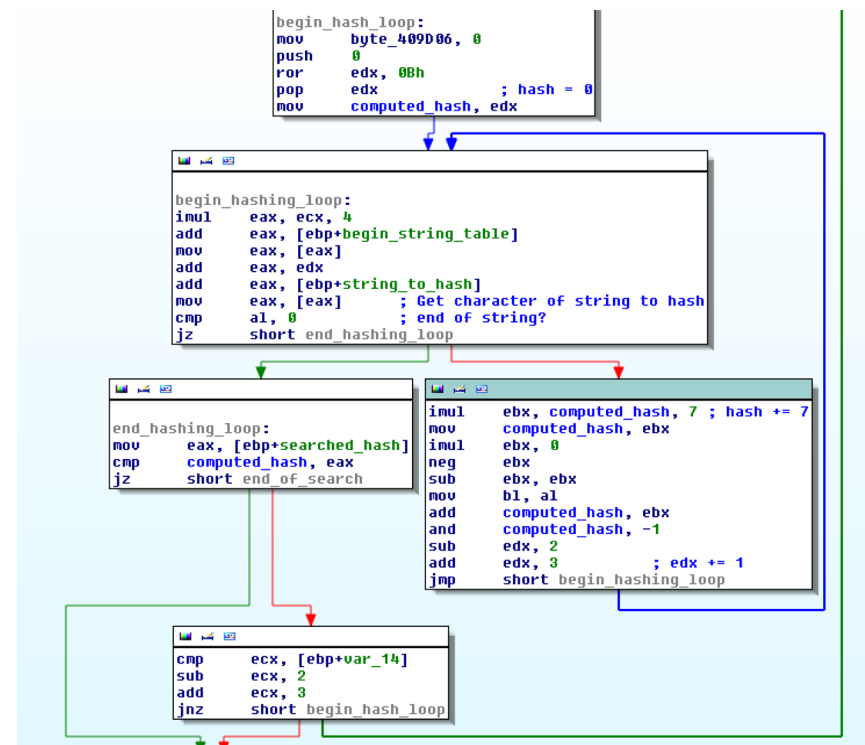 begin_hash_loop:
mov byte_409D06, 0
push 0
ror edx, 0Bh
pop edx ; hash = 0
mov computed_hash, edx
begin_hashing_loop:
imul eax, ecx, 4
add eax, [ebp+begin_string_table]
mov eax, [eax]
add eax, edx
add eax, [ebp+string_to_hash]
mov eax, [eax] ; Get character of string to hash
cmp al, 0 ; end of string?
jz short end_hashing_loop
end_hashing_loop:
mov eax, [ebp+searched_hash]
cmp computed_hash, eax
jz short end_of_search
imul ebx, computed_hash, 7 ; hash += 7
mov computed_hash, ebx
imul ebx, 0
neg ebx
sub ebx, ebx
mov bl, al
add computed_hash, ebx
and computed_hash, -1
sub edx, 2
add edx, 3 ; edx += 1
jmp short begin_hashing_loop
cmp ecx, [ebp+var_14]
sub ecx, 2
add ecx, 3
jnz short begin_hash_loop